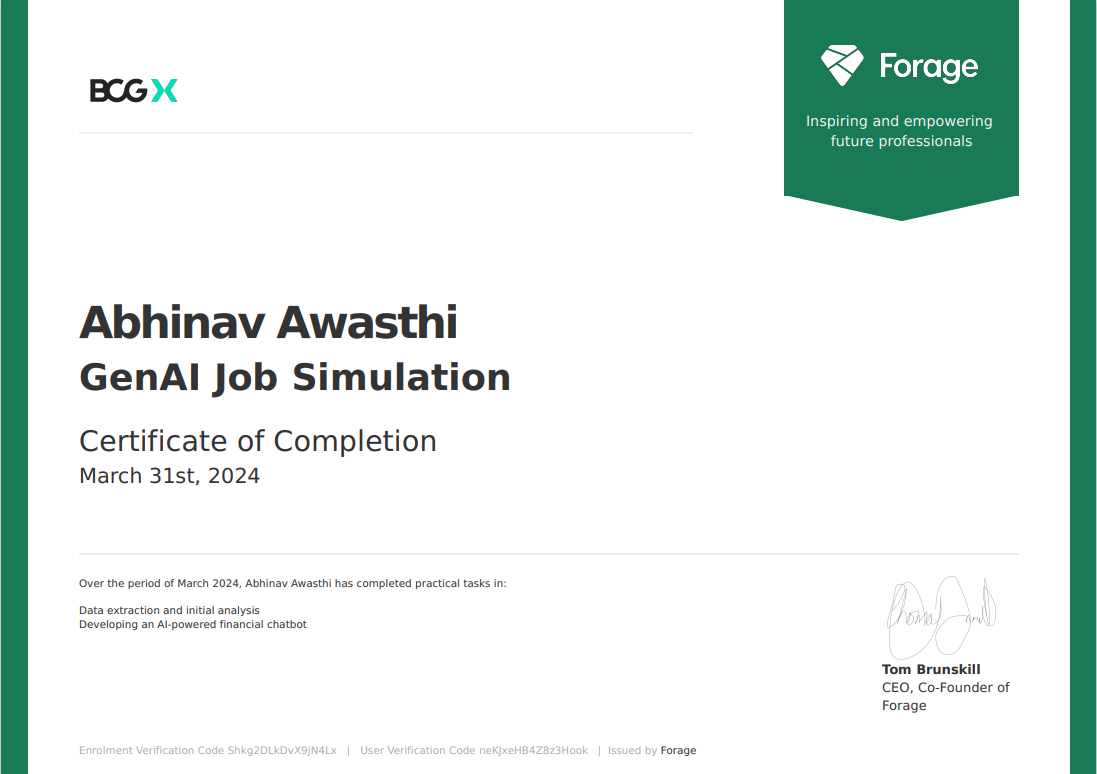 BCG X
Forage
Inspiring and empowering
future professionals
Abhinav Awasthi
GenAI Job Simulation
Certificate of Completion
March 31st, 2024
Over the period of March 2024, Abhinav Awasthi has completed practical tasks in:
Data extraction and initial analysis
Developing an AI-powered financial chatbot
Tom Brunskill
CEO, Co-Founder of
Forage
Enrolment Verification Code Shkg2DLkDvX9jN4Lx | User Verification Code neKJxeHB4Z8z3Hook | Issued by Forage